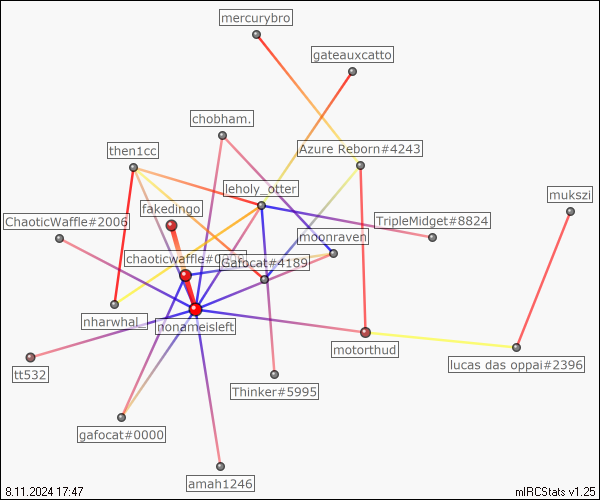 mercurybro
gateauxcatto
chobham.
then1cc
Azure Reborn#4243
leholy_otter
mukszi
fakedingo
ChaoticWaffle#2006
TripleMidget#8824
moonraven
chaoticwaffle#0
Gafocat#4189
nharwhal_
nonameisleft
motorthud
lucas das oppai#2396
tt532
Thinker#5995
gafocat#0000
amah1246
8.11.2024 17:47
mIRCStats v1.25